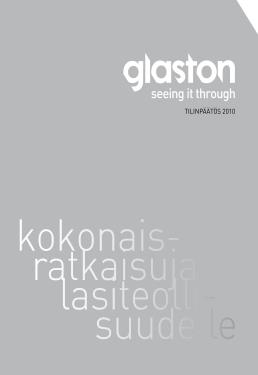 glaston
seeing it through
TILINPÄÄTÖS 2010
kokonais-
ratkaisuja
lasiteolli-
suudelle